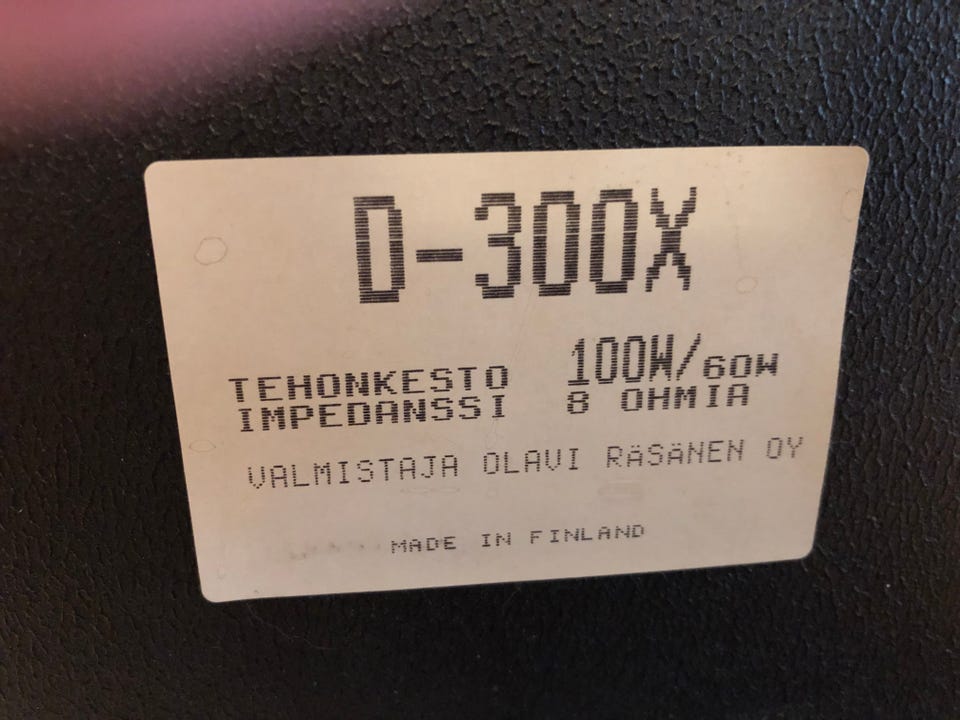 D-300X
TEHONKESTO 100W/60W
IMPEDANSSI 8 OHMIA
VALMISTAJA OLAVI RÄSÄNEN OY
MADE IN FINLAND